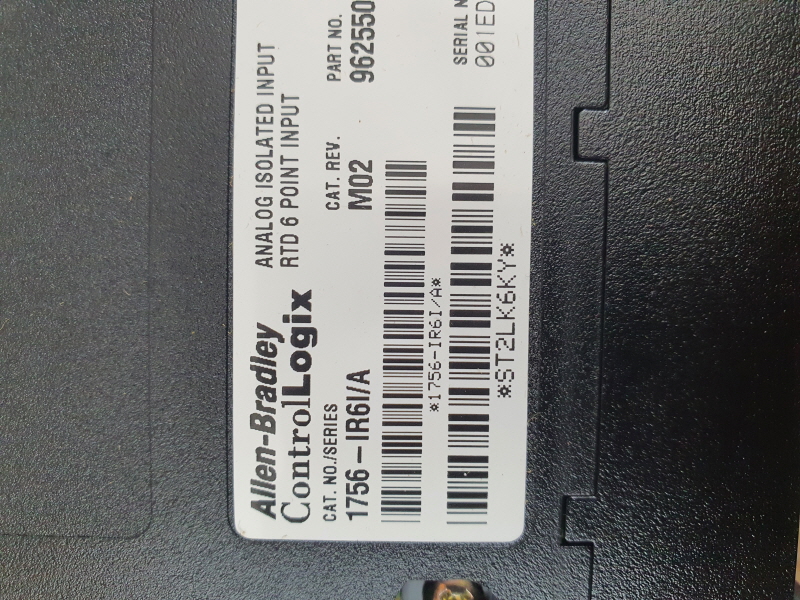 Allen-Bradley
ControlLogix
ANALOG ISOLATED INPUT
RTD 6 POINT INPUT
CAT. NO./SERIES
1756-IR6I/A
CAT. REV.
M02
PART NO.
962550
*1756-IR6I/A*
SERIAL N
001ED
*ST2LK6KY*